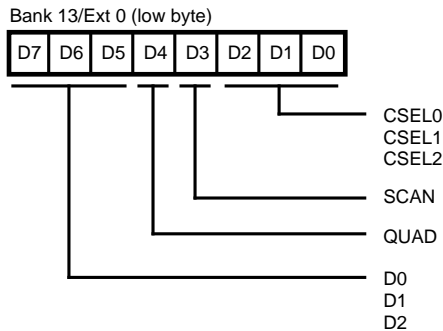 Bank 13/Ext 0 (low byte)
D7 D6 D5 D4 D3 D2 D1 D0
CSEL0
CSEL1
CSEL2
SCAN
QUAD
D0
D1
D2